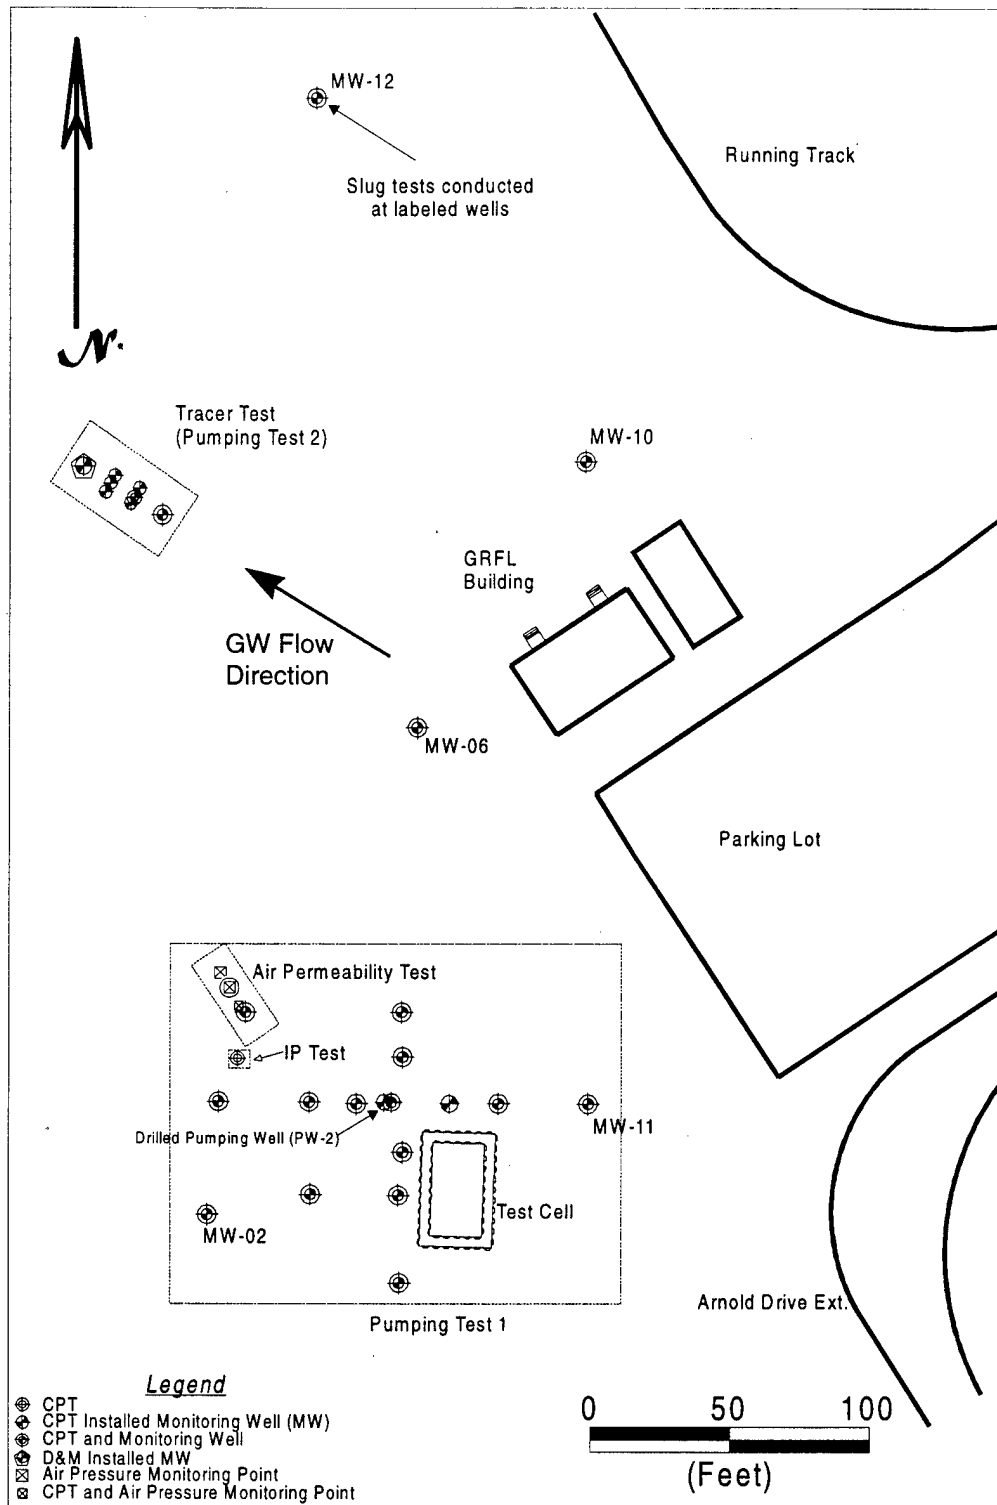 MW-12
Running Track
Slug tests conducted
at labeled wells
N.
Tracer Test
(Pumping Test 2)
MW-10
GRFL
Building
GW Flow
Direction
MW-06
Parking Lot
Air Permeability Test
IP Test
Drilled Pumping Well (PW-2)
MW-11
MW-02
Test Cell
Arnold Drive Ext.
Pumping Test 1
Legend
CPT
CPT Installed Monitoring Well (MW)
CPT and Monitoring Well
D&M Installed MW
Air Pressure Monitoring Point
CPT and Air Pressure Monitoring Point
0 50 100
(Feet)